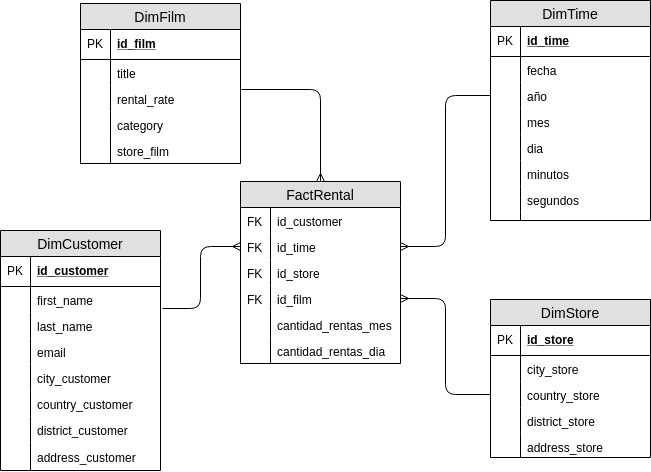 DimFilm
PK id_film
title
rental_rate
category
store_film
DimTime
PK id_time
fecha
año
mes
dia
minutos
segundos
FactRental
FK id_customer
FK id_time
FK id_store
FK id_film
cantidad_rentas_mes
cantidad_rentas_dia
DimCustomer
PK id_customer
first_name
last_name
email
city_customer
country_customer
district_customer
address_customer
DimStore
PK id_store
city_store
country_store
district_store
address_store